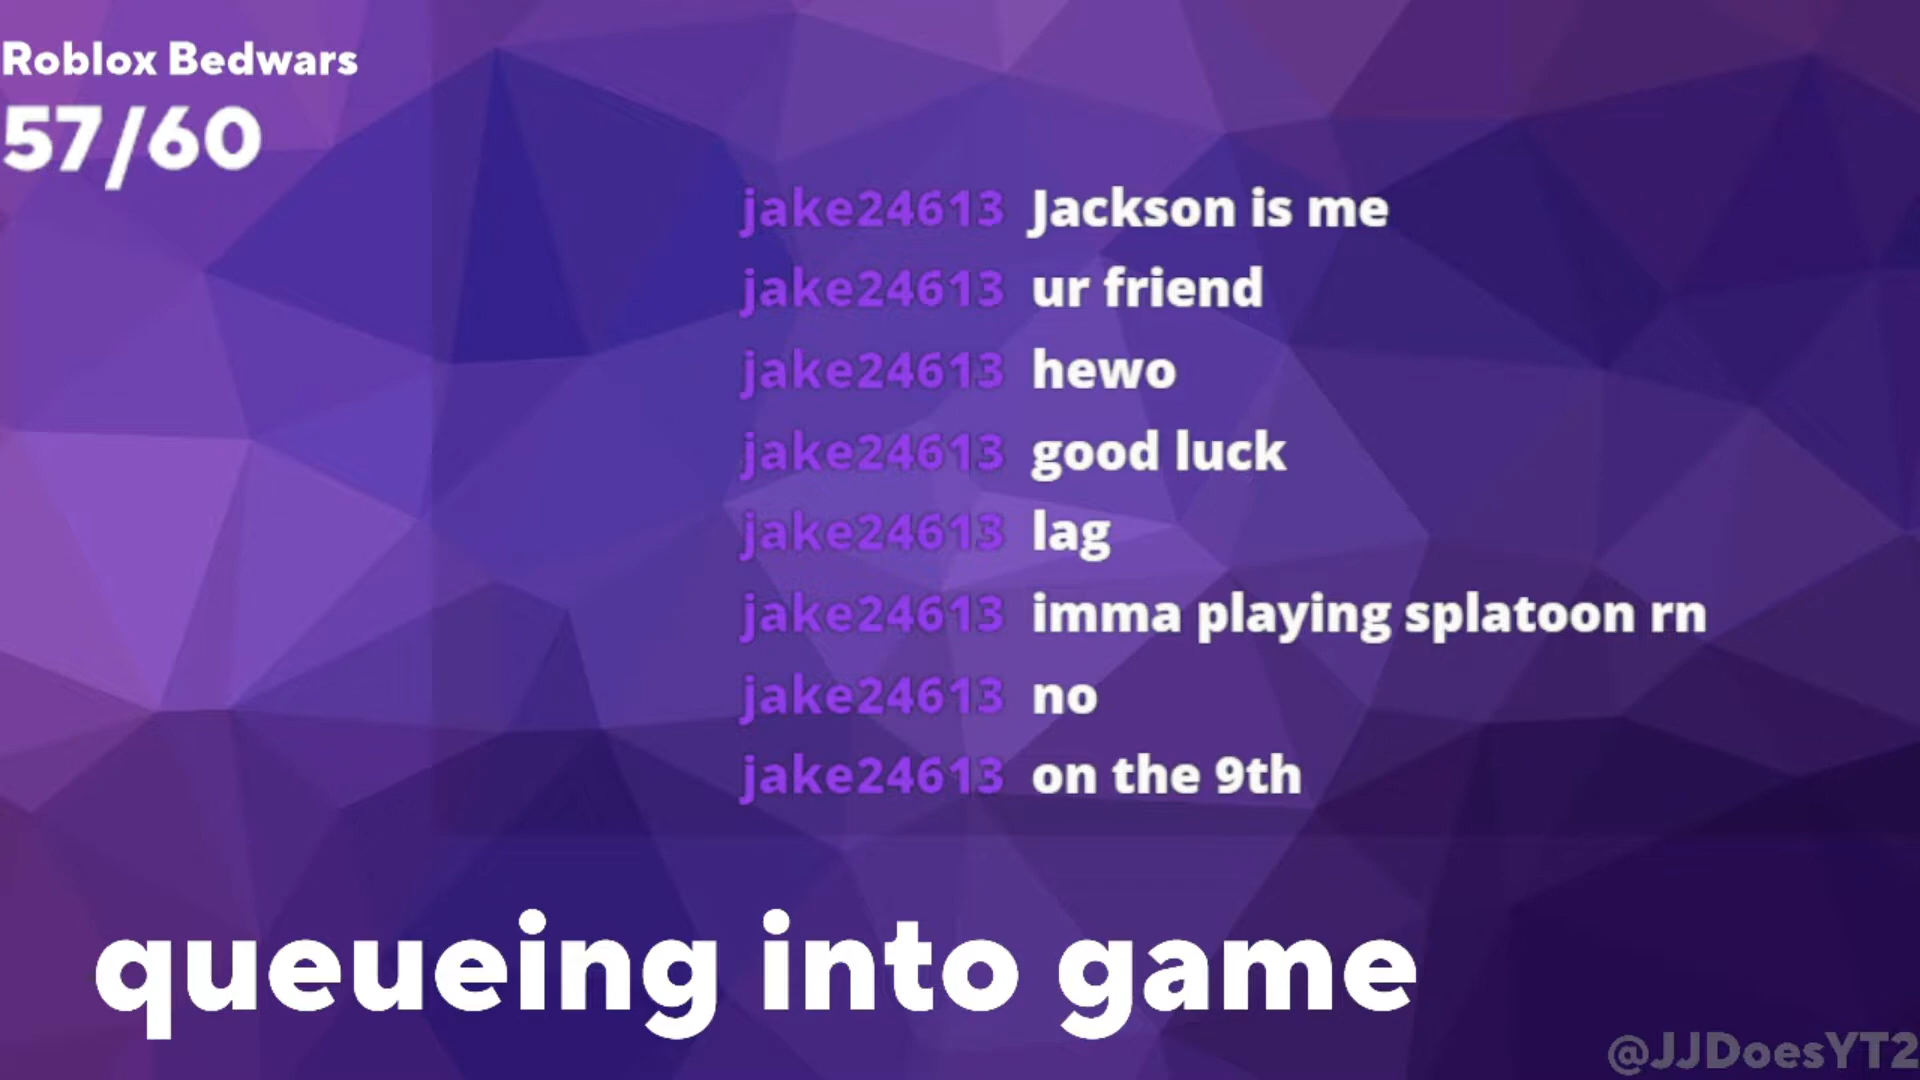 Roblox Bedwars
57/60
jake24613 Jackson is me
jake24613 ur friend
jake24613 hewo
jake24613 good luck
jake24613 lag
jake24613 imma playing splatoon rn
jake24613 no
jake24613 on the 9th
queueing into game
@JJDoesYT2